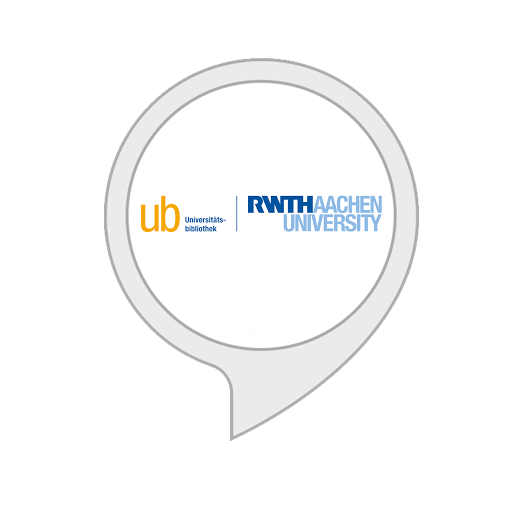 ub Universitäts-
bibliothek
RWTHAACHEN
UNIVERSITY